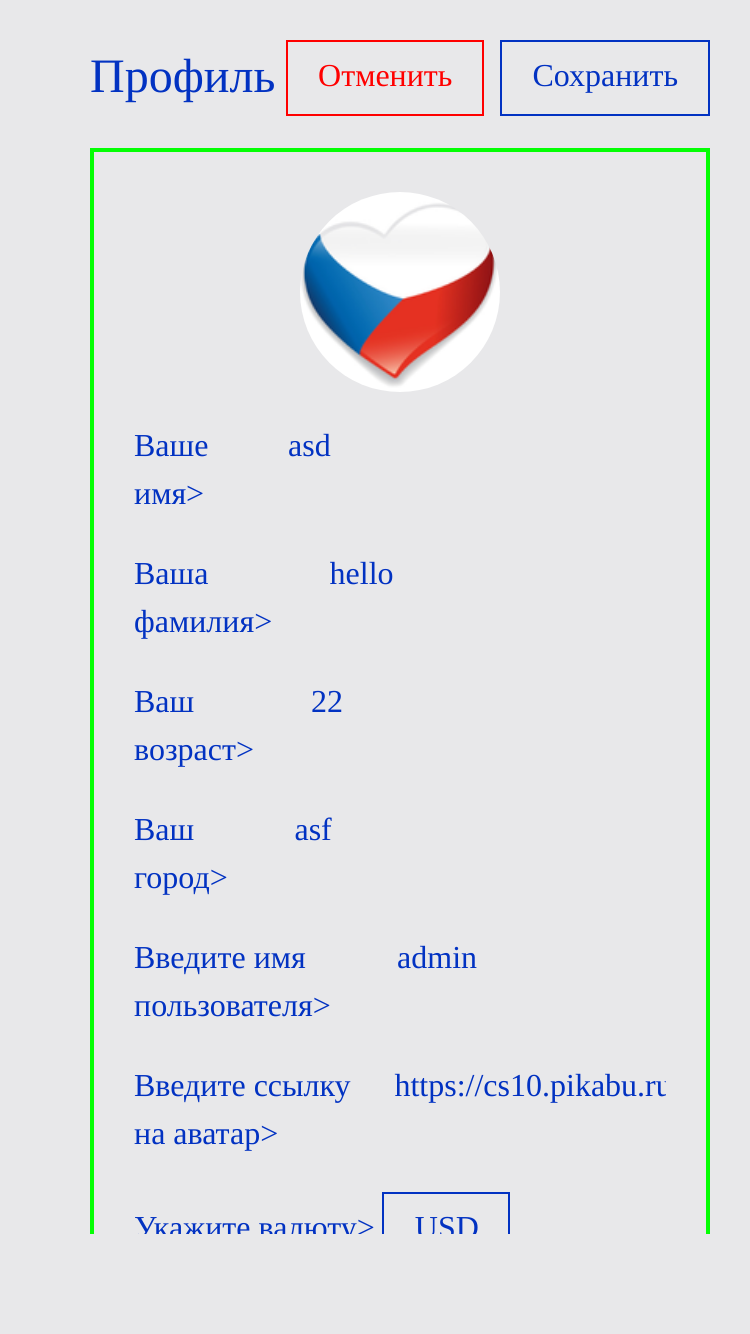 Профиль Отменить Сохранить
Ваше asd
имя>
Ваша hello
фамилия>
Ваш 22
возраст>
Ваш asf
город>
Введите имя admin
пользователя>
Введите ссылку https://cs10.pikabu.ru
на аватар>
Укажите валюту> USD